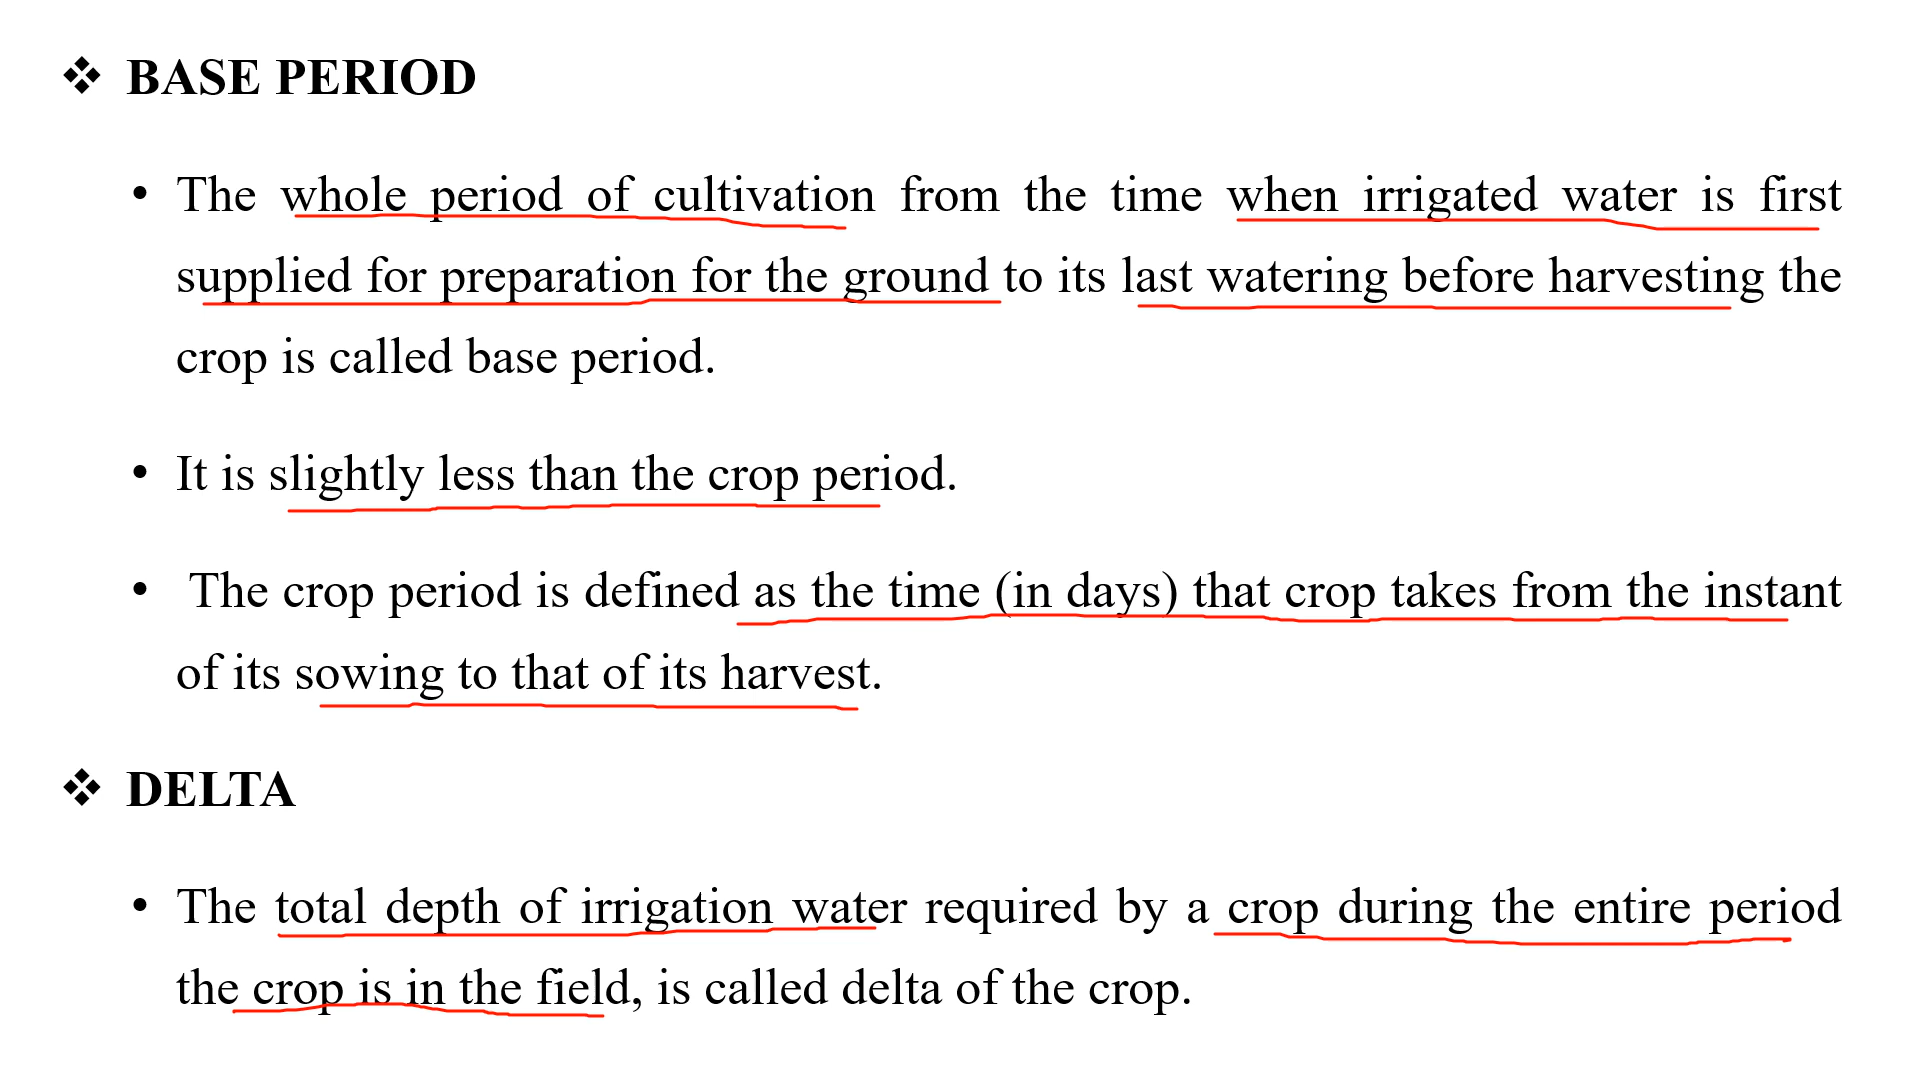 ❖ BASE PERIOD
• The whole period of cultivation from the time when irrigated water is first
supplied for preparation for the ground to its last watering before harvesting the
crop is called base period.
• It is slightly less than the crop period.
• The crop period is defined as the time (in days) that crop takes from the instant
of its sowing to that of its harvest.
❖ DELTA
• The total depth of irrigation water required by a crop during the entire period
the crop is in the field, is called delta of the crop.